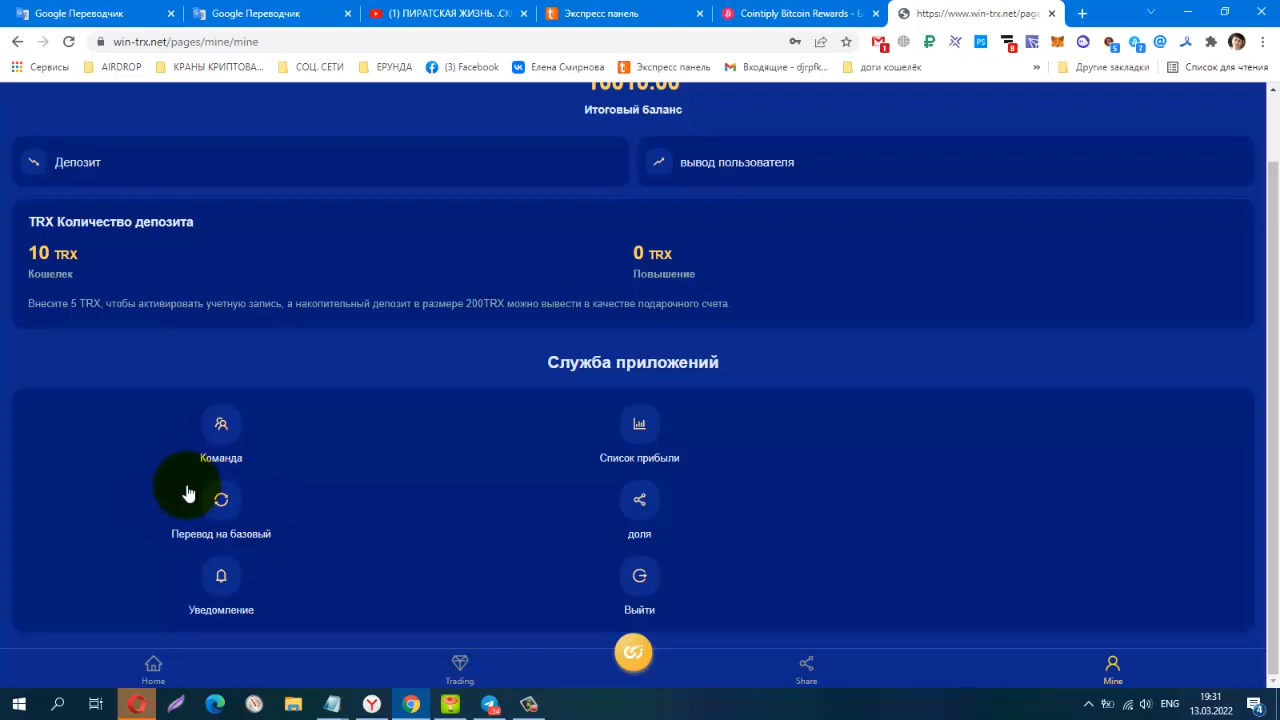 Google Переводчик
Google Переводчик
(1) ПИРАТСКАЯ ЖИЗНЬ. .СК
Экспресс панель
Cointiply Bitcoin Rewards - Ea
https://www.win-trx.net/page
win-trx.net/pages/mine/mine
Сервисы
AIRDROP
КРАНЫ КРИПТОВА...
СОЦ. СЕТИ
ЕРУНДА
(3) Facebook
Елена Смирнова
Экспресс панель
Входящие - djrpfk...
доги кошелёк
»
Другие закладки
Список для чтения
10010.00
Итоговый баланс
Депозит
вывод пользователя
TRX Количество депозита
10 TRX
0 TRX
Кошелек
Повышение
Внесите 5 TRX, чтобы активировать учетную запись, а накопительный депозит в размере 200TRX можно вывести в качестве подарочного счета.
Служба приложений
Команда
Список прибыли
Перевод на базовый
доля
Уведомление
Выйти
Home
Trading
Share
Mine
ENG
19:31
13.03.2022